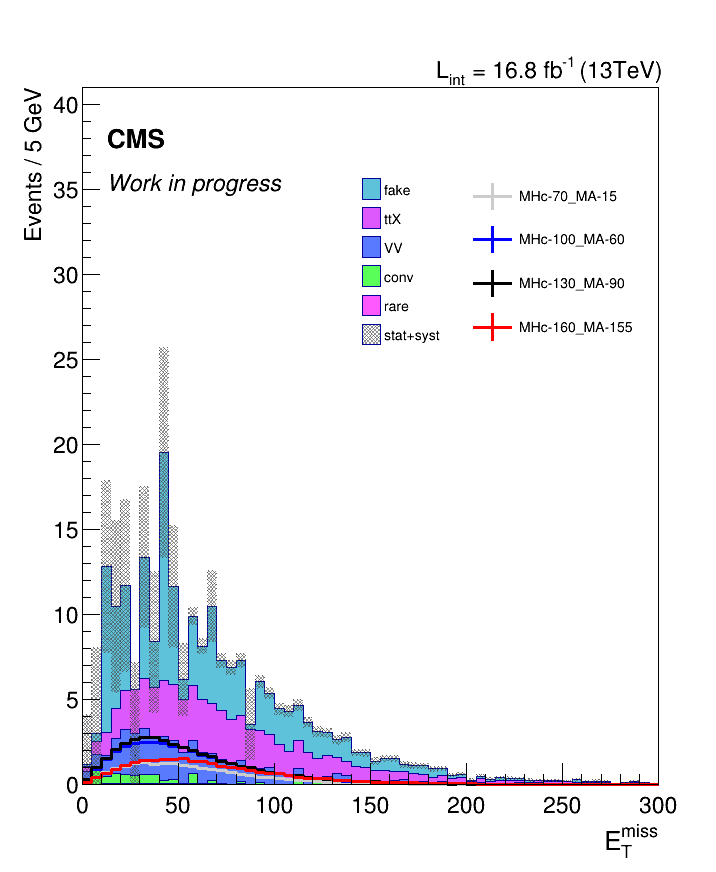 L_int = 16.8 fb^-1 (13TeV)
Events / 5 GeV
40
35
30
25
20
15
10
5
0
CMS
Work in progress
fake
ttX
VV
conv
rare
stat+syst
MHc-70_MA-15
MHc-100_MA-60
MHc-130_MA-90
MHc-160_MA-155
0 50 100 150 200 250 300
E_T^miss